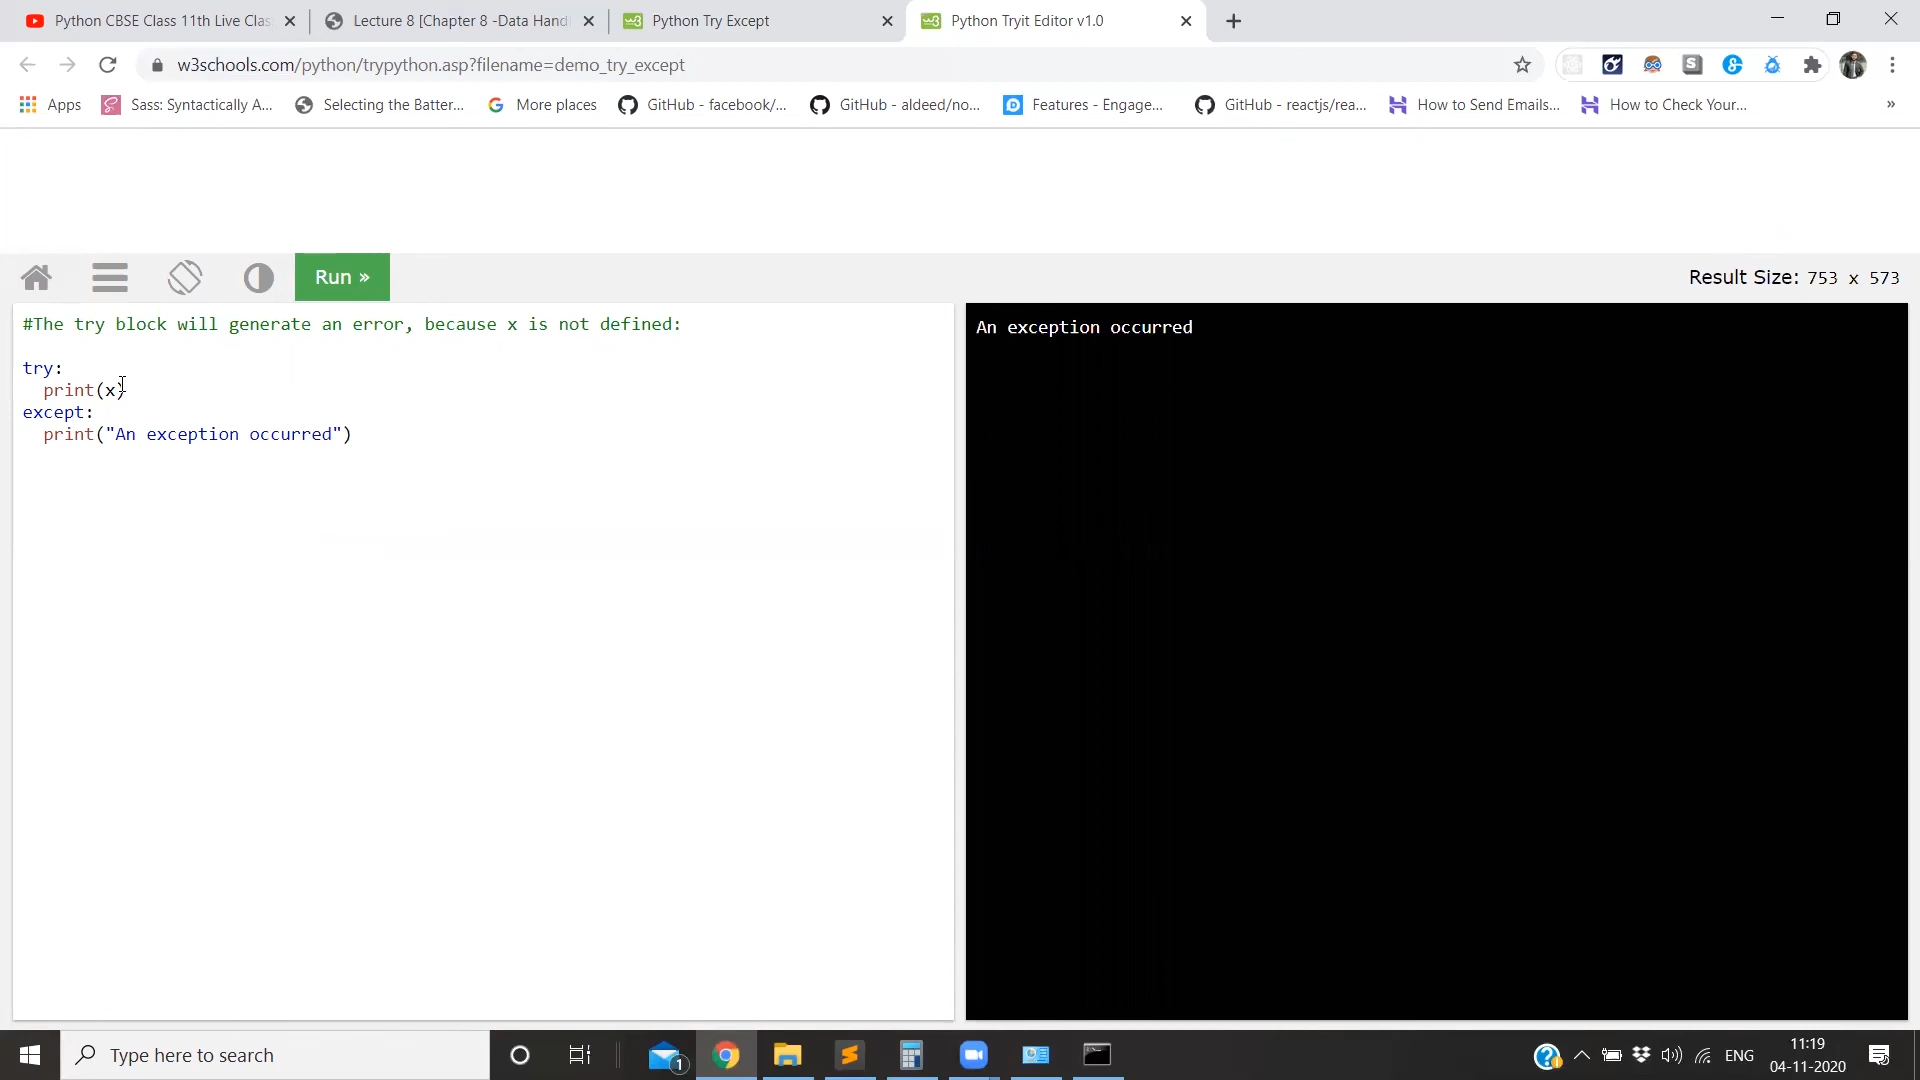 Python CBSE Class 11th Live Clas
Lecture 8 [Chapter 8 -Data Hand
Python Try Except
Python Tryit Editor v1.0
w3schools.com/python/trypython.asp?filename=demo_try_except
Apps
Sass: Syntactically A...
Selecting the Batter...
More places
GitHub - facebook/...
GitHub - aldeed/no...
Features - Engage...
GitHub - reactjs/rea...
How to Send Emails...
How to Check Your...
»
Run »
Result Size: 753 x 573
#The try block will generate an error, because x is not defined:
try:
print(x)
except:
print("An exception occurred")
An exception occurred
Type here to search
1
ENG
11:19
04-11-2020